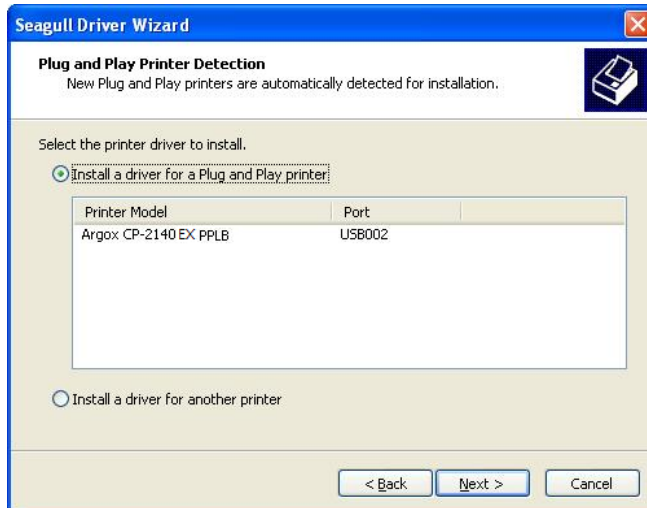 Seagull Driver Wizard
Plug and Play Printer Detection
New Plug and Play printers are automatically detected for installation.
Select the printer driver to install.
Install a driver for a Plug and Play printer
Printer Model Port
Argox CP-2140 EX PPLB USB002
Install a driver for another printer
< Back Next > Cancel